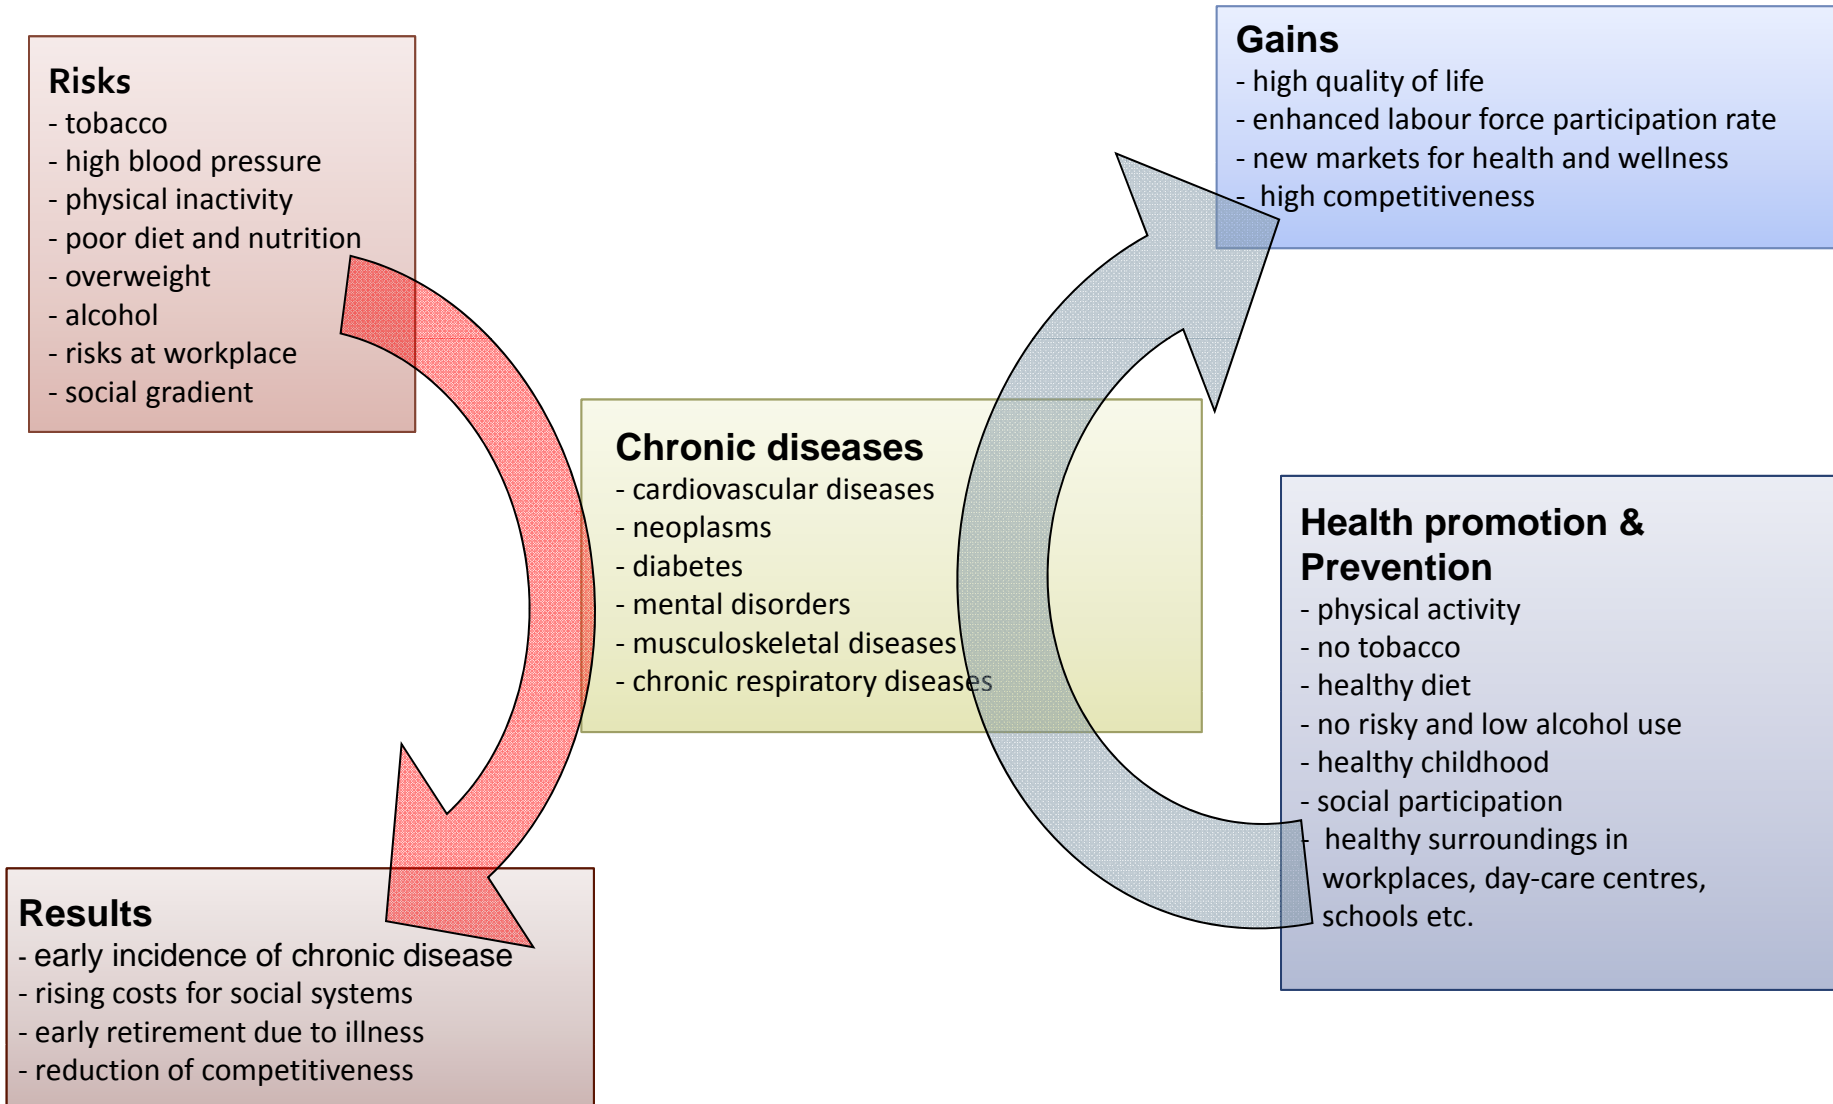 Risks
- tobacco
- high blood pressure
- physical inactivity
- poor diet and nutrition
- overweight
- alcohol
- risks at workplace
- social gradient
Results
- early incidence of chronic disease
- rising costs for social systems
- early retirement due to illness
- reduction of competitiveness
Chronic diseases
- cardiovascular diseases
- neoplasms
- diabetes
- mental disorders
- musculoskeletal diseases
- chronic respiratory diseases
Gains
- high quality of life
- enhanced labour force participation rate
- new markets for health and wellness
- high competitiveness
Health promotion &
Prevention
- physical activity
- no tobacco
- healthy diet
- no risky and low alcohol use
- healthy childhood
- social participation
- healthy surroundings in
workplaces, day-care centres,
schools etc.